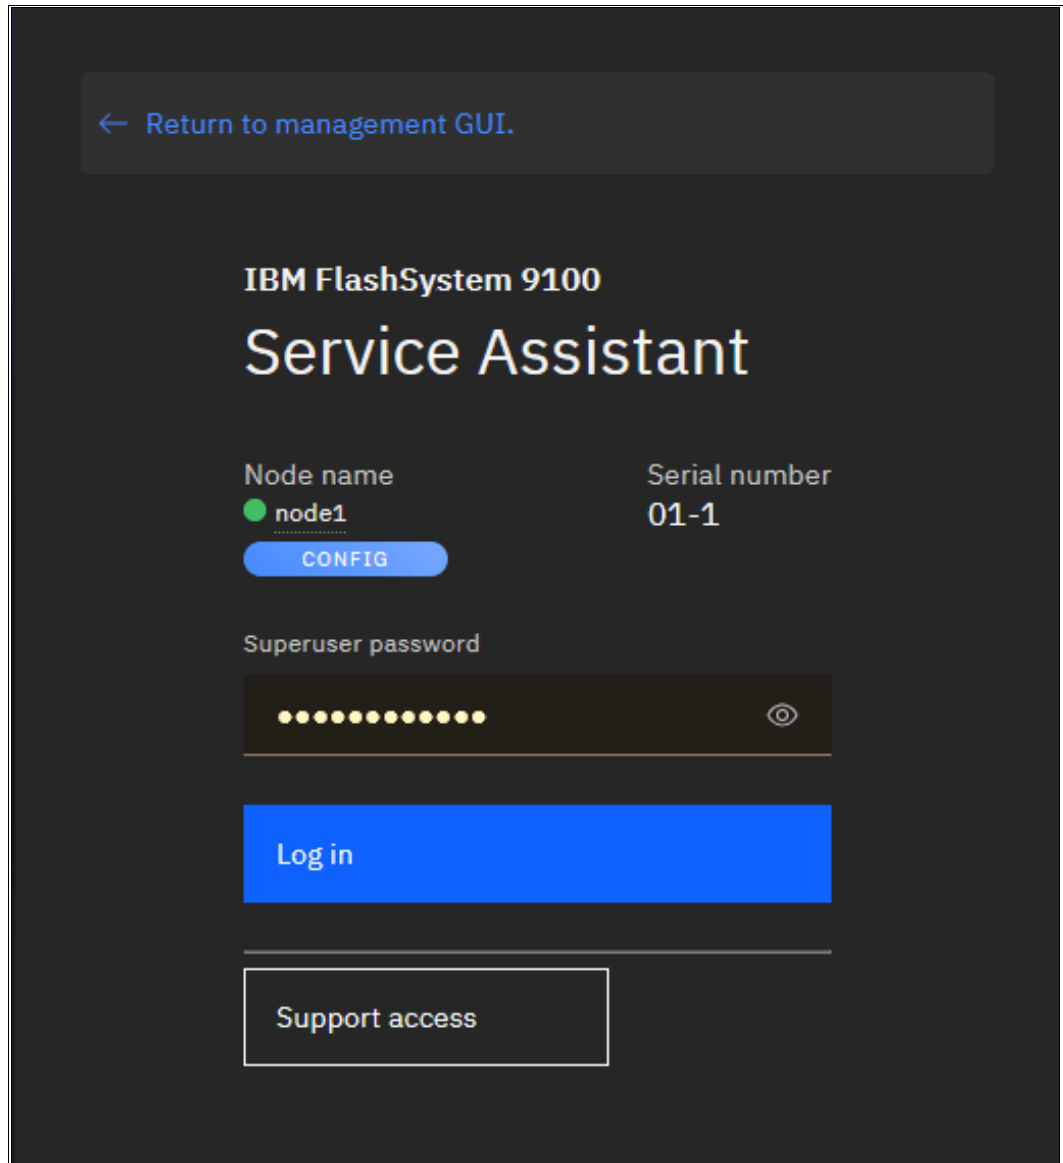 Return to management GUI.
IBM FlashSystem 9100
Service Assistant
Node name
Serial number
node1
01-1
CONFIG
Superuser password
Log in
Support access